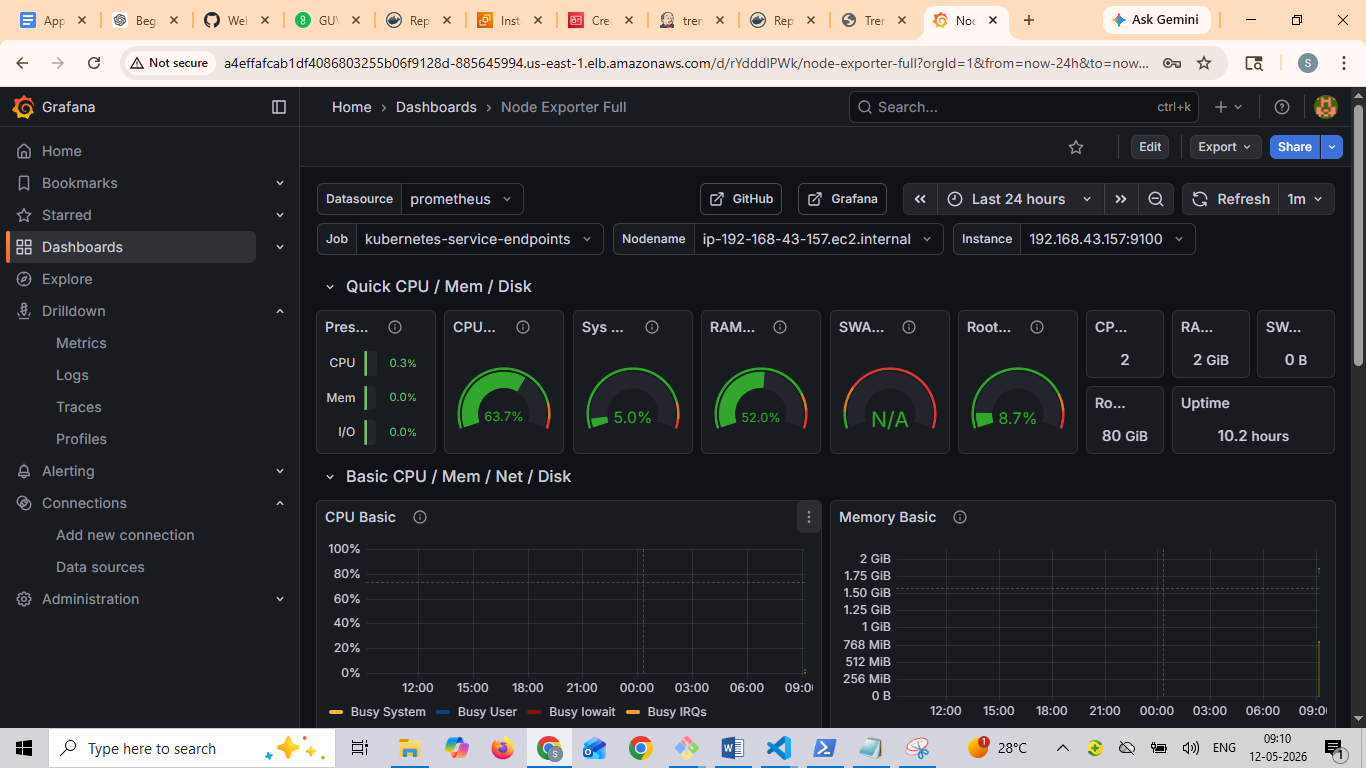 App
Beg
Wel
GUV
Rep
Inst
Cre
tren
Rep
Tren
Noc
Ask Gemini
Not secure
a4effafcab1df4086803255b06f9128d-885645994.us-east-1.elb.amazonaws.com/d/rYdddlPWk/node-exporter-full?orgId=1&from=now-24h&to=now...
S
Grafana
Home › Dashboards › Node Exporter Full
Search... ctrl+k
Home
Bookmarks
Starred
Dashboards
Explore
Drilldown
Metrics
Logs
Traces
Profiles
Alerting
Connections
Add new connection
Data sources
Administration
Edit Export Share
Datasource prometheus
GitHub Grafana Last 24 hours Refresh 1m
Job kubernetes-service-endpoints Nodename ip-192-168-43-157.ec2.internal Instance 192.168.43.157:9100
Quick CPU / Mem / Disk
Pres...
CPU 0.3%
Mem 0.0%
I/O 0.0%
CPU...
63.7%
Sys ...
5.0%
RAM...
52.0%
SWA...
N/A
Root...
8.7%
CP...
2
RA...
2 GiB
SW...
0 B
Ro...
80 GiB
Uptime
10.2 hours
Basic CPU / Mem / Net / Disk
CPU Basic
100%
80%
60%
40%
20%
0%
12:00 15:00 18:00 21:00 00:00 03:00 06:00 09:0
Busy System Busy User Busy Iowait Busy IRQs
Memory Basic
2 GiB
1.75 GiB
1.50 GiB
1.25 GiB
1 GiB
768 MiB
512 MiB
256 MiB
0 B
12:00 15:00 18:00 21:00 00:00 03:00 06:00 09:0
Type here to search
1
28°C
ENG
09:10
12-05-2026
1